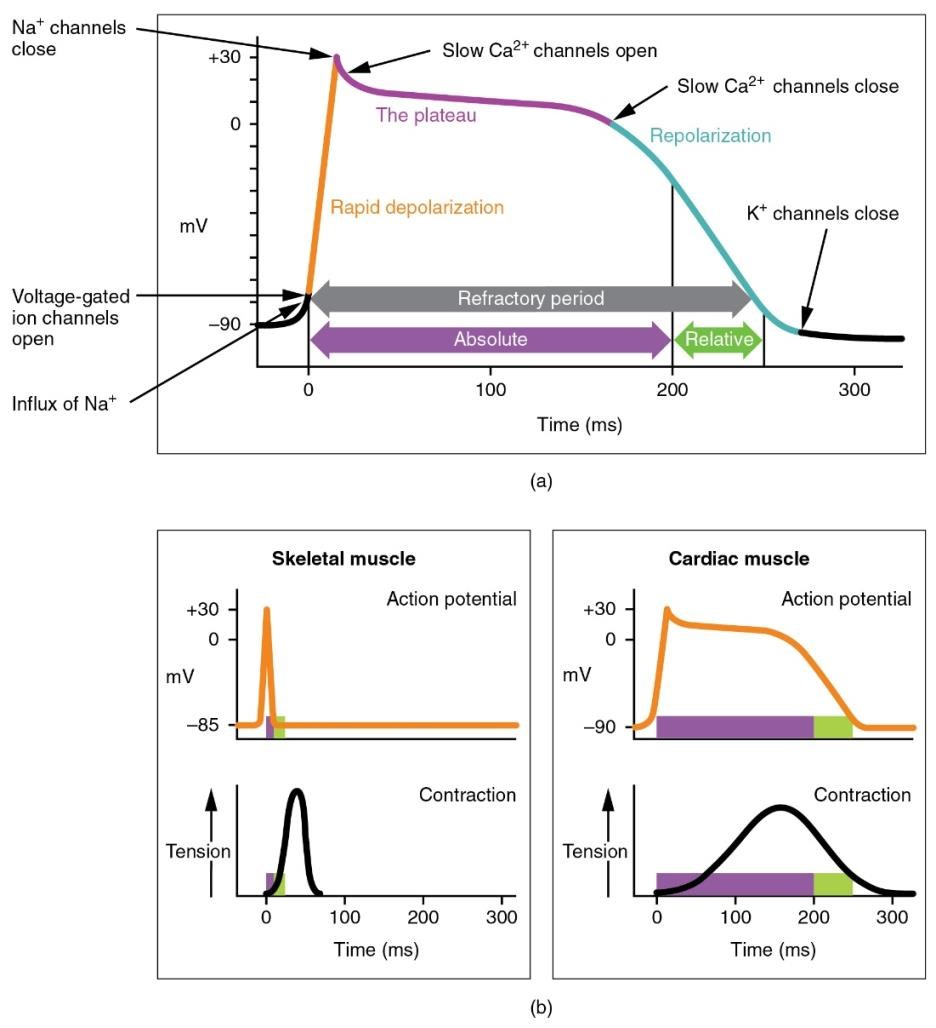 Na⁺ channels
close
+30
Slow Ca²⁺ channels open
Slow Ca²⁺ channels close
The plateau
0
Repolarization
Rapid depolarization
K⁺ channels close
mV
Voltage-gated
ion channels
open
Refractory period
–90
Absolute
Relative
Influx of Na⁺
0 100 200 300
Time (ms)
(a)
Skeletal muscle
Action potential
+30
0
mV
–85
Contraction
Tension
0 100 200 300
Time (ms)
Cardiac muscle
Action potential
+30
0
mV
–90
Contraction
Tension
0 100 200 300
Time (ms)
(b)